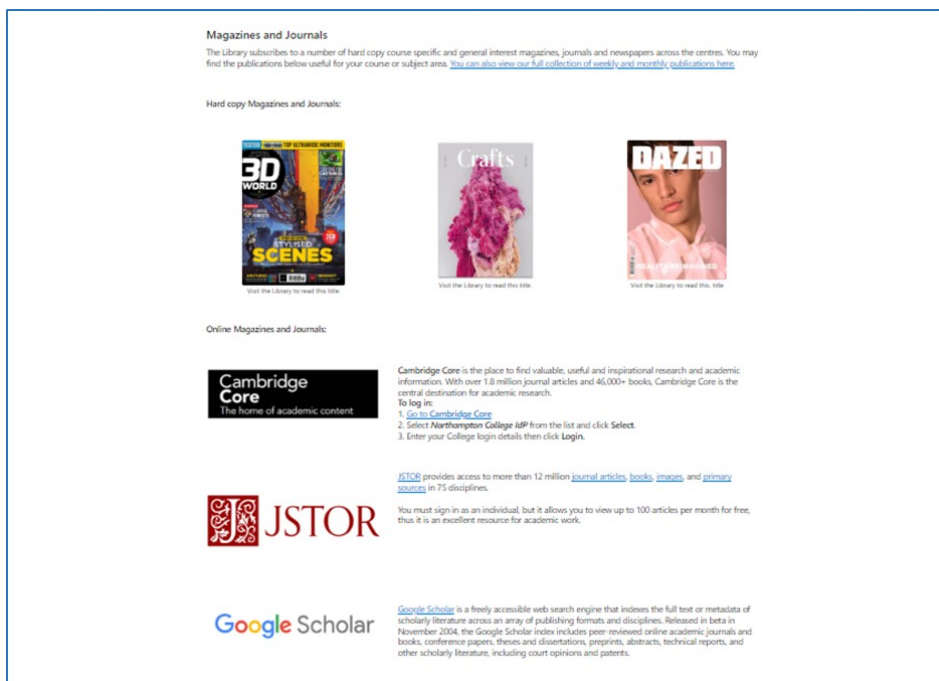 Magazines and Journals
The Library subscribes to a number of hard copy course specific and general interest magazines, journals and newspapers across the centres. You may
find the publications below useful for your course or subject area. You can also view our full collection of weekly and monthly publications here.
Hard copy Magazines and Journals:
TOP ULTRAWIDE MONITORS
3D
WORLD
STYLISED
SCENES
Visit the Library to read this title.
Crafts
Visit the Library to read this title.
DAZED
Visit the Library to read this title
Online Magazines and Journals:
Cambridge
Core
The home of academic content
Cambridge Core is the place to find valuable, useful and inspirational research and academic
information. With over 1.8 million journal articles and 46,000+ books, Cambridge Core is the
central destination for academic research.
To log in:
1. Go to Cambridge Core
2. Select Northampton College IdP from the list and click Select.
3. Enter your College login details then click Login.
JSTOR
JSTOR provides access to more than 12 million journal articles, books, images, and primary
sources in 75 disciplines.
You must sign in as an individual, but it allows you to view up to 100 articles per month for free,
thus it is an excellent resource for academic work.
Google Scholar
Google Scholar is a freely accessible web search engine that indexes the full text or metadata of
scholarly literature across an array of publishing formats and disciplines. Released in beta in
November 2004, the Google Scholar index includes peer-reviewed online academic journals and
books, conference papers, theses and dissertations, preprints, abstracts, technical reports, and
other scholarly literature, including court opinions and patents.